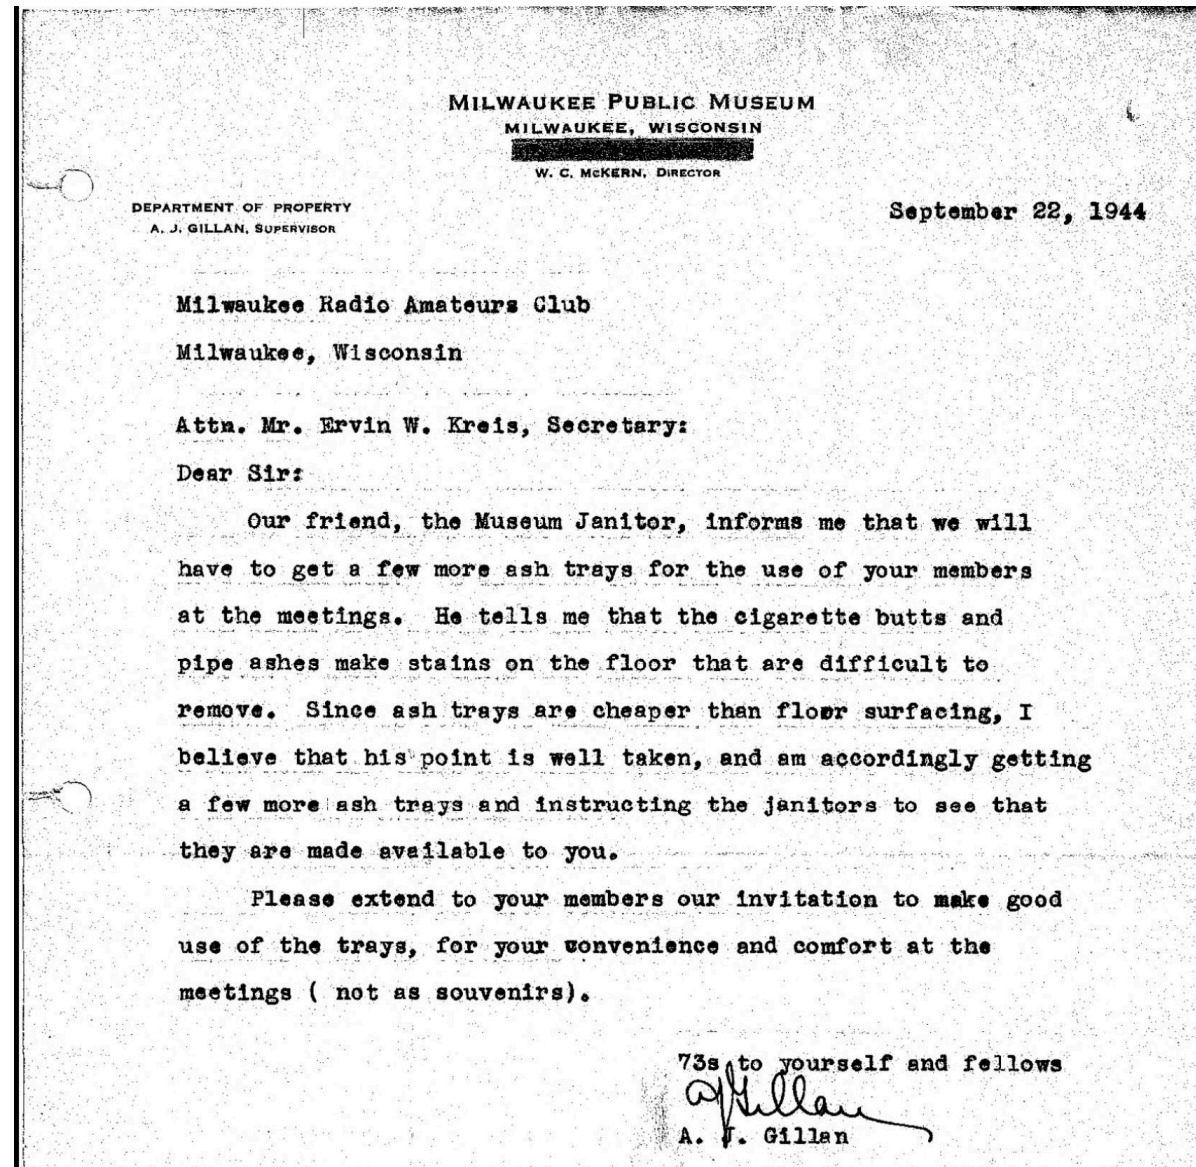 MILWAUKEE PUBLIC MUSEUM
MILWAUKEE, WISCONSIN
W. C. McKERN, DIRECTOR
DEPARTMENT OF PROPERTY
A. J. GILLAN, SUPERVISOR
September 22, 1944
Milwaukee Radio Amateurs Club
Milwaukee, Wisconsin
Attn. Mr. Ervin W. Kreis, Secretary:
Dear Sir:
Our friend, the Museum Janitor, informs me that we will
have to get a few more ash trays for the use of your members
at the meetings. He tells me that the cigarette butts and
pipe ashes make stains on the floor that are difficult to
remove. Since ash trays are cheaper than floor surfacing, I
believe that his point is well taken, and am accordingly getting
a few more ash trays and instructing the janitors to see that
they are made available to you.
Please extend to your members our invitation to make good
use of the trays, for your convenience and comfort at the
meetings ( not as souvenirs).
73s to yourself and fellows
AJGillan
A. J. Gillan